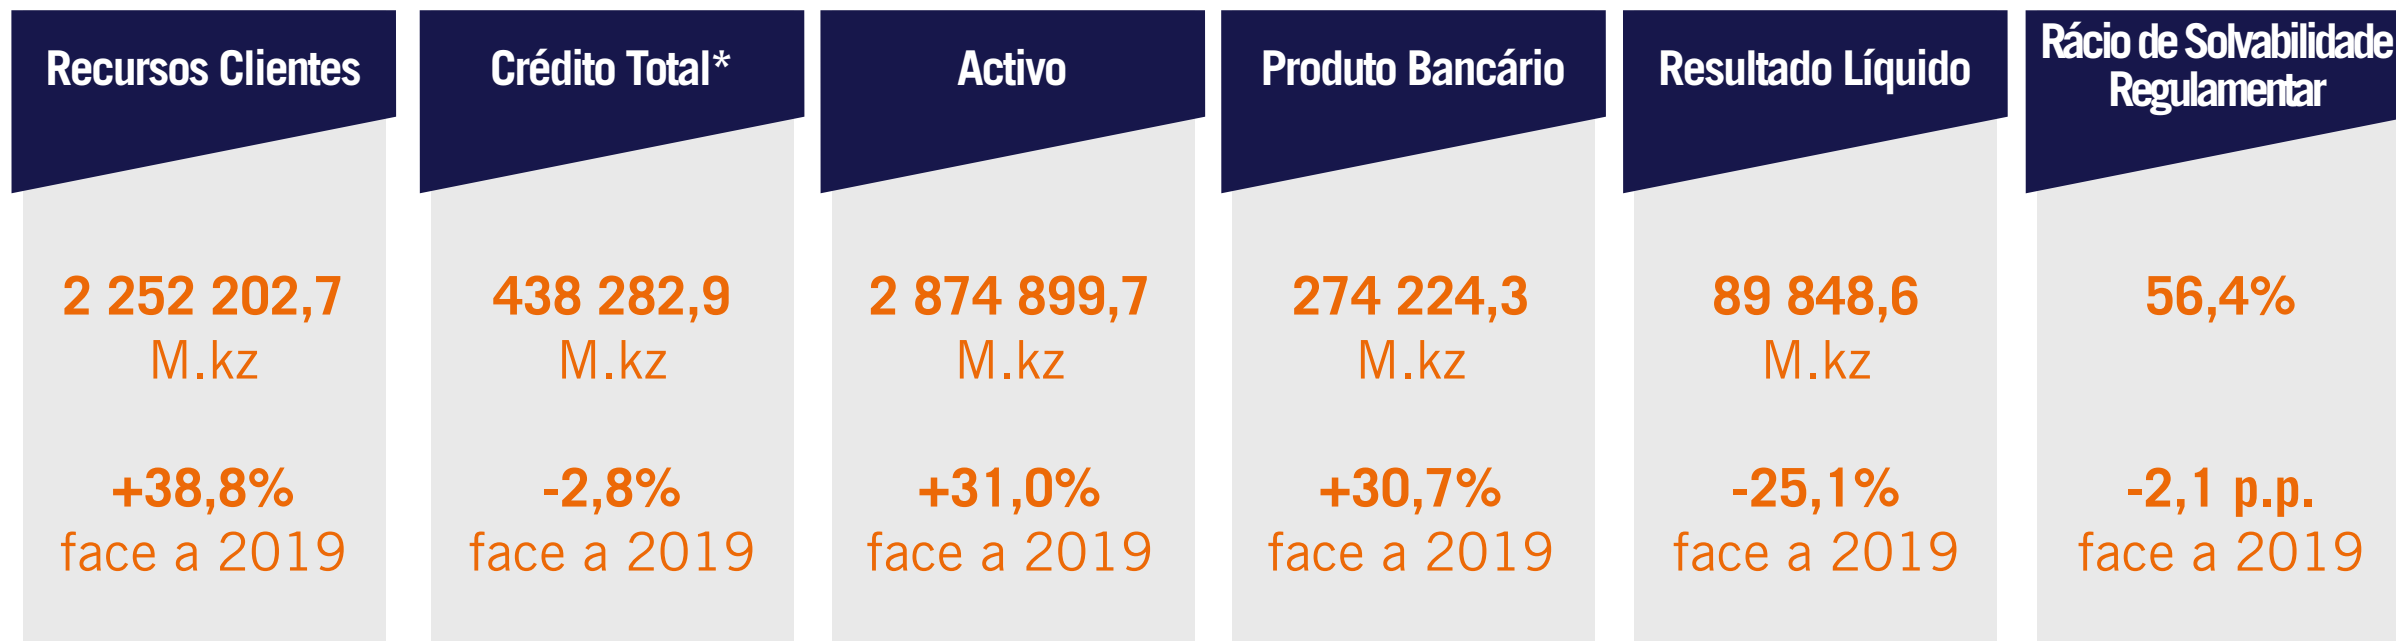 Recursos Clientes
2 252 202,7
M.kz
+38,8%
face a 2019
Crédito Total*
438 282,9
M.kz
-2,8%
face a 2019
Activo
2 874 899,7
M.kz
+31,0%
face a 2019
Produto Bancário
274 224,3
M.kz
+30,7%
face a 2019
Resultado Líquido
89 848,6
M.kz
-25,1%
face a 2019
Rácio de Solvabilidade
Regulamentar
56,4%
-2,1 p.p.
face a 2019